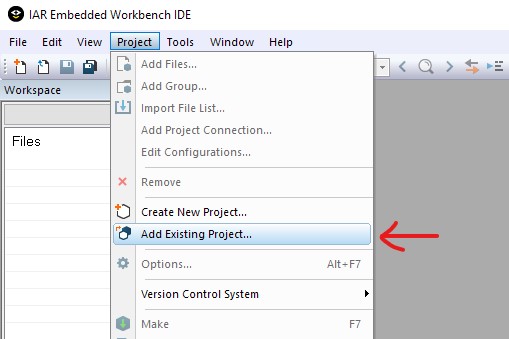 IAR Embedded Workbench IDE
File Edit View Project Tools Window Help
Workspace
Files
Add Files...
Add Group...
Import File List...
Add Project Connection...
Edit Configurations...
Remove
Create New Project...
Add Existing Project...
Options... Alt+F7
Version Control System
Make F7